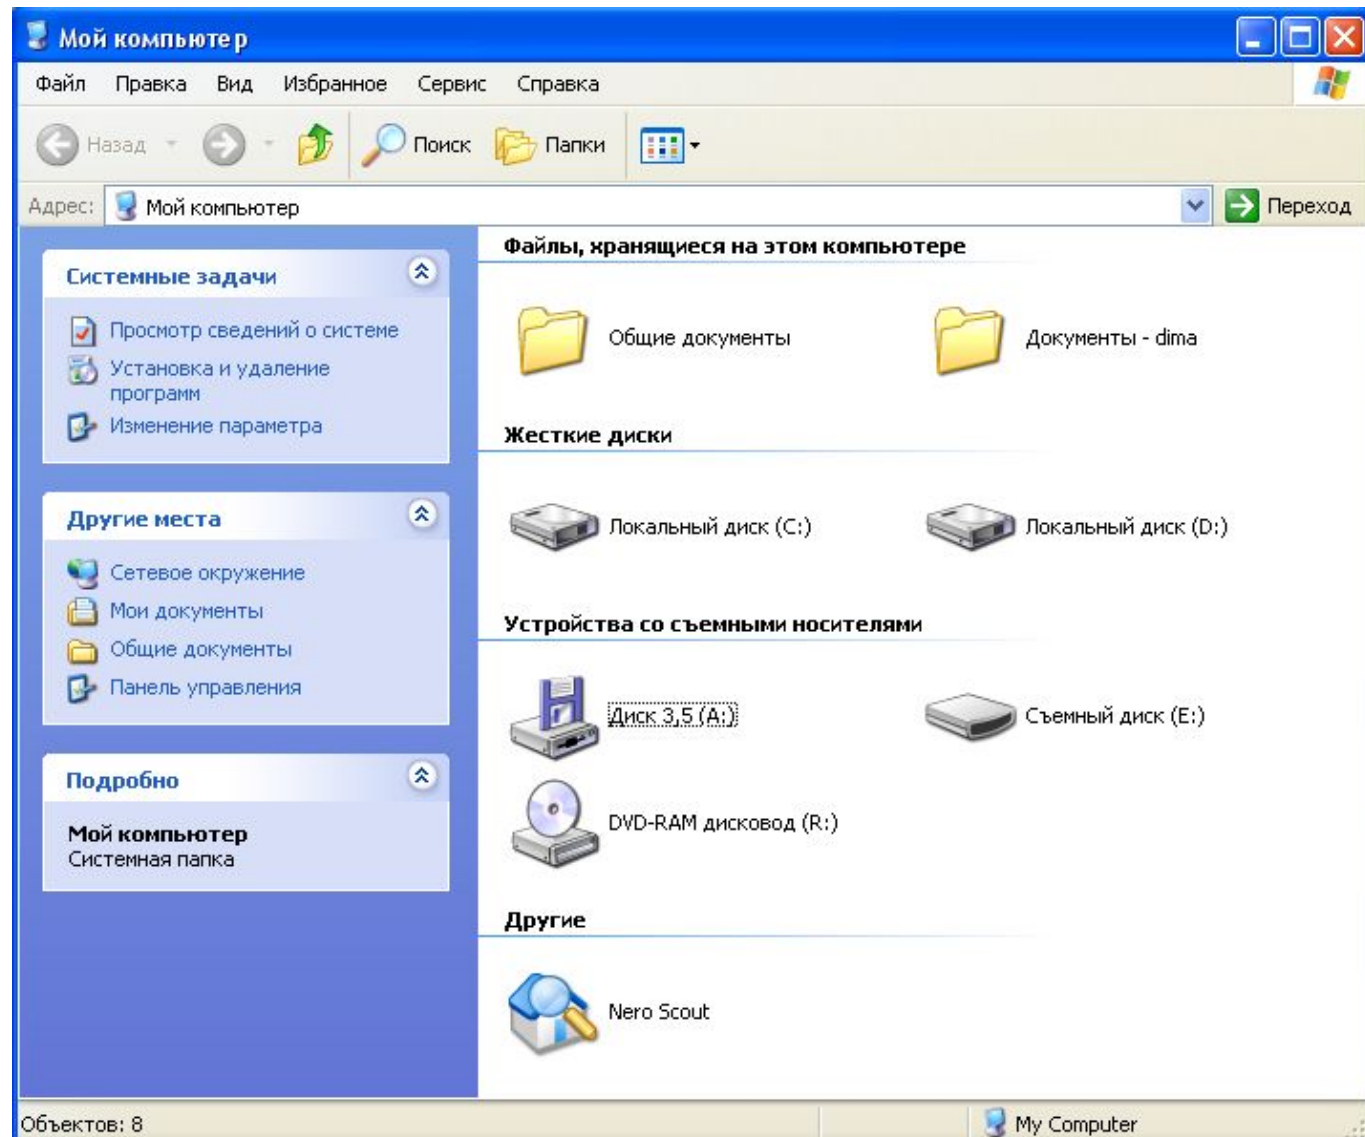 Мой компьютер
Файл Правка Вид Избранное Сервис Справка
Назад Поиск Папки
Адрес: Мой компьютер Переход
Системные задачи
Просмотр сведений о системе
Установка и удаление
программ
Изменение параметра
Другие места
Сетевое окружение
Мои документы
Общие документы
Панель управления
Подробно
Мой компьютер
Системная папка
Файлы, хранящиеся на этом компьютере
Общие документы Документы - dima
Жесткие диски
Локальный диск (C:) Локальный диск (D:)
Устройства со съемными носителями
Диск 3,5 (A:) Съемный диск (E:)
DVD-RAM дисковод (R:)
Другие
Nero Scout
Объектов: 8 My Computer